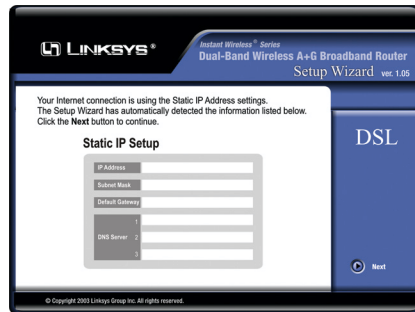 LINKSYS®
Instant Wireless® Series
Dual-Band Wireless A+G Broadband Router
Setup Wizard ver. 1.05
Your Internet connection is using the Static IP Address settings.
The Setup Wizard has automatically detected the information listed below.
Click the Next button to continue.
DSL
Static IP Setup
IP Address
Subnet Mask
Default Gateway
DNS Server
1
2
3
Next
© Copyright 2003 Linksys Group Inc. All rights reserved.